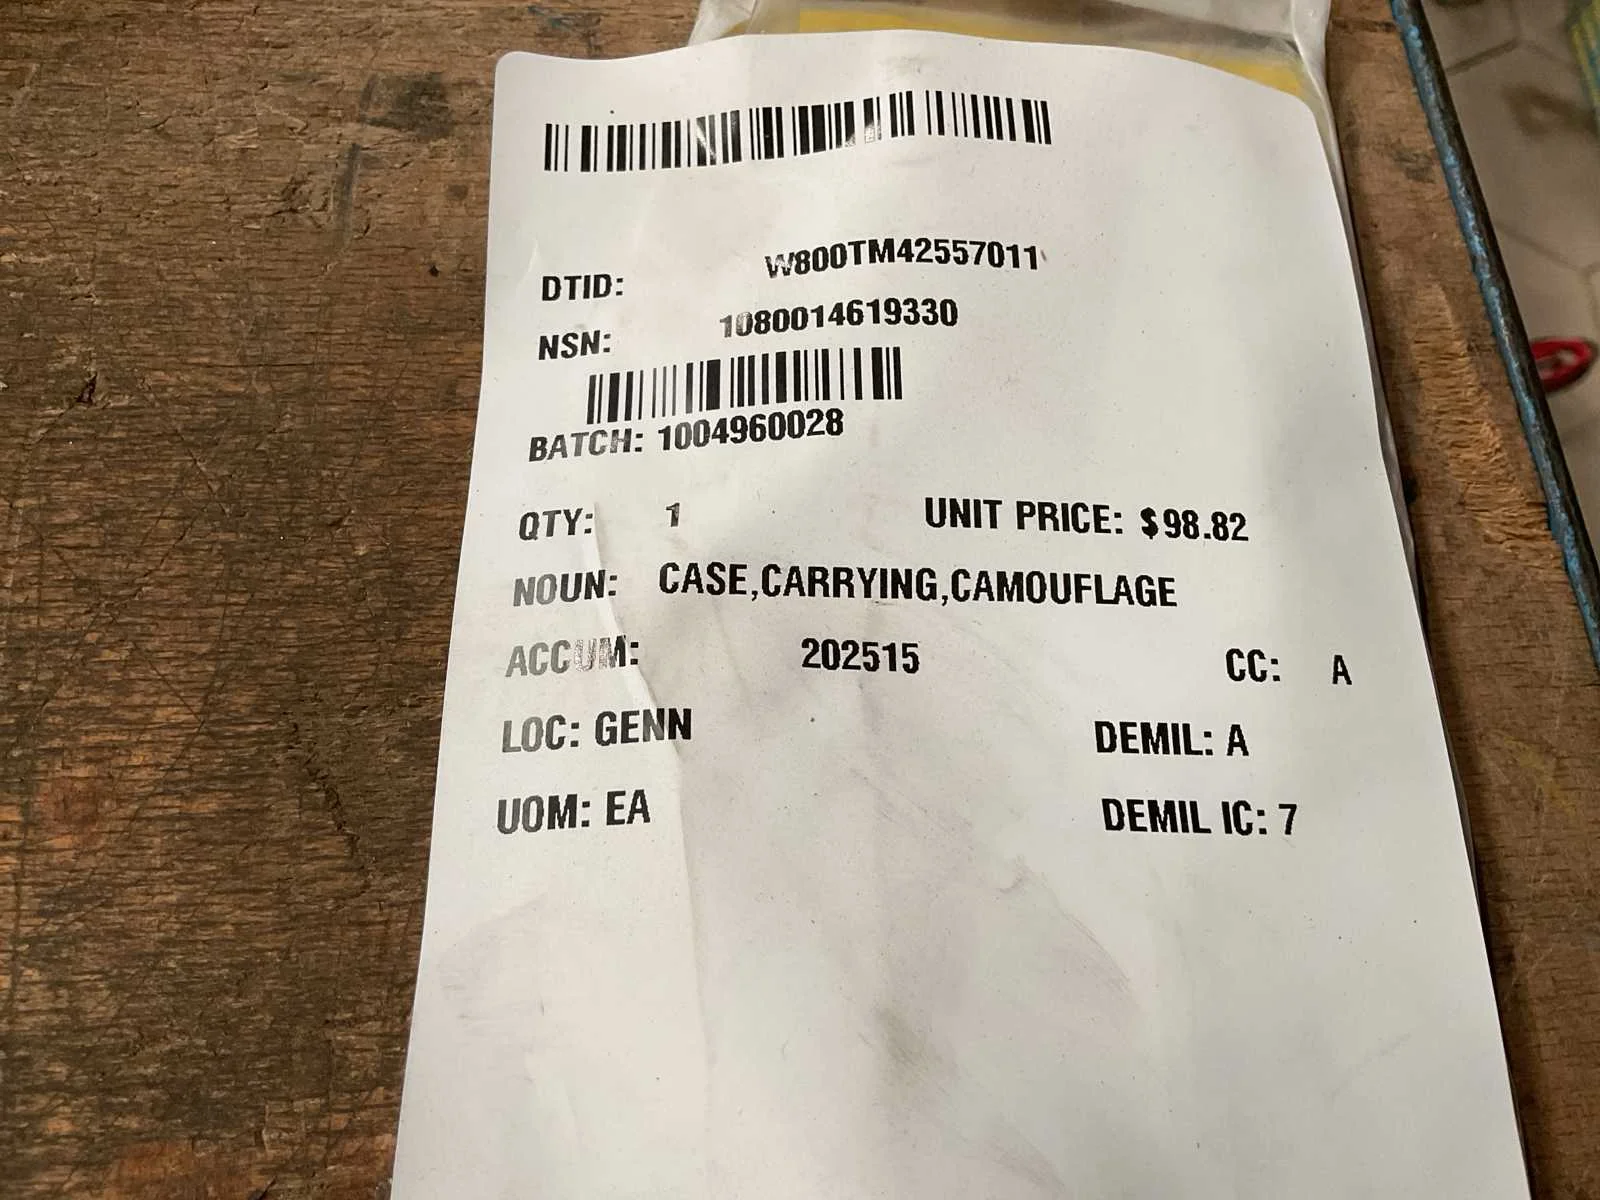 DTID: W800TM42557011
NSN: 1080014619330
BATCH: 1004960028
QTY: 1 UNIT PRICE: $98.82
NOUN: CASE,CARRYING,CAMOUFLAGE
ACCUM: 202515 CC: A
LOC: GENN DEMIL: A
UOM: EA DEMIL IC: 7